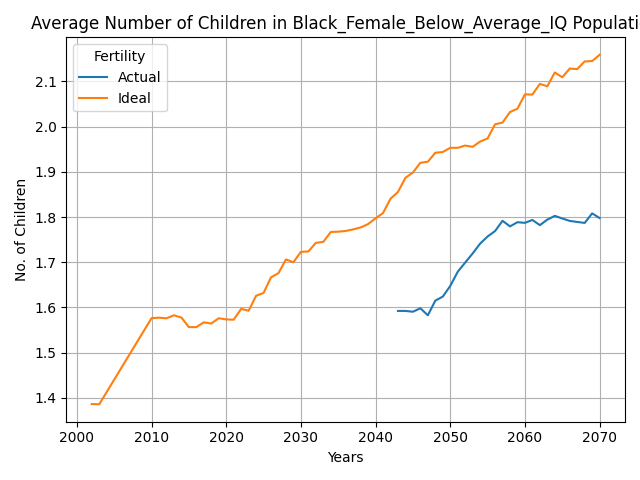 Average Number of Children in Black_Female_Below_Average_IQ Populati
Fertility
Actual
Ideal
No. of Children
2.1
2.0
1.9
1.8
1.7
1.6
1.5
1.4
2000 2010 2020 2030 2040 2050 2060 2070
Years